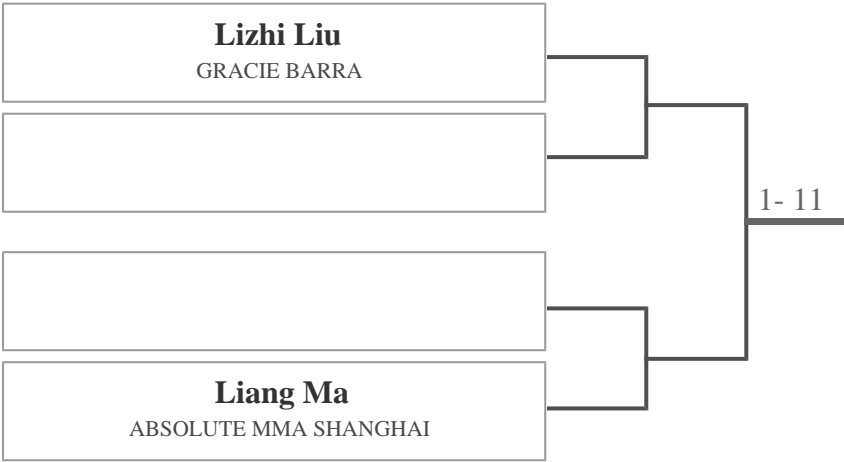 Lizhi Liu
GRACIE BARRA
1- 11
Liang Ma
ABSOLUTE MMA SHANGHAI